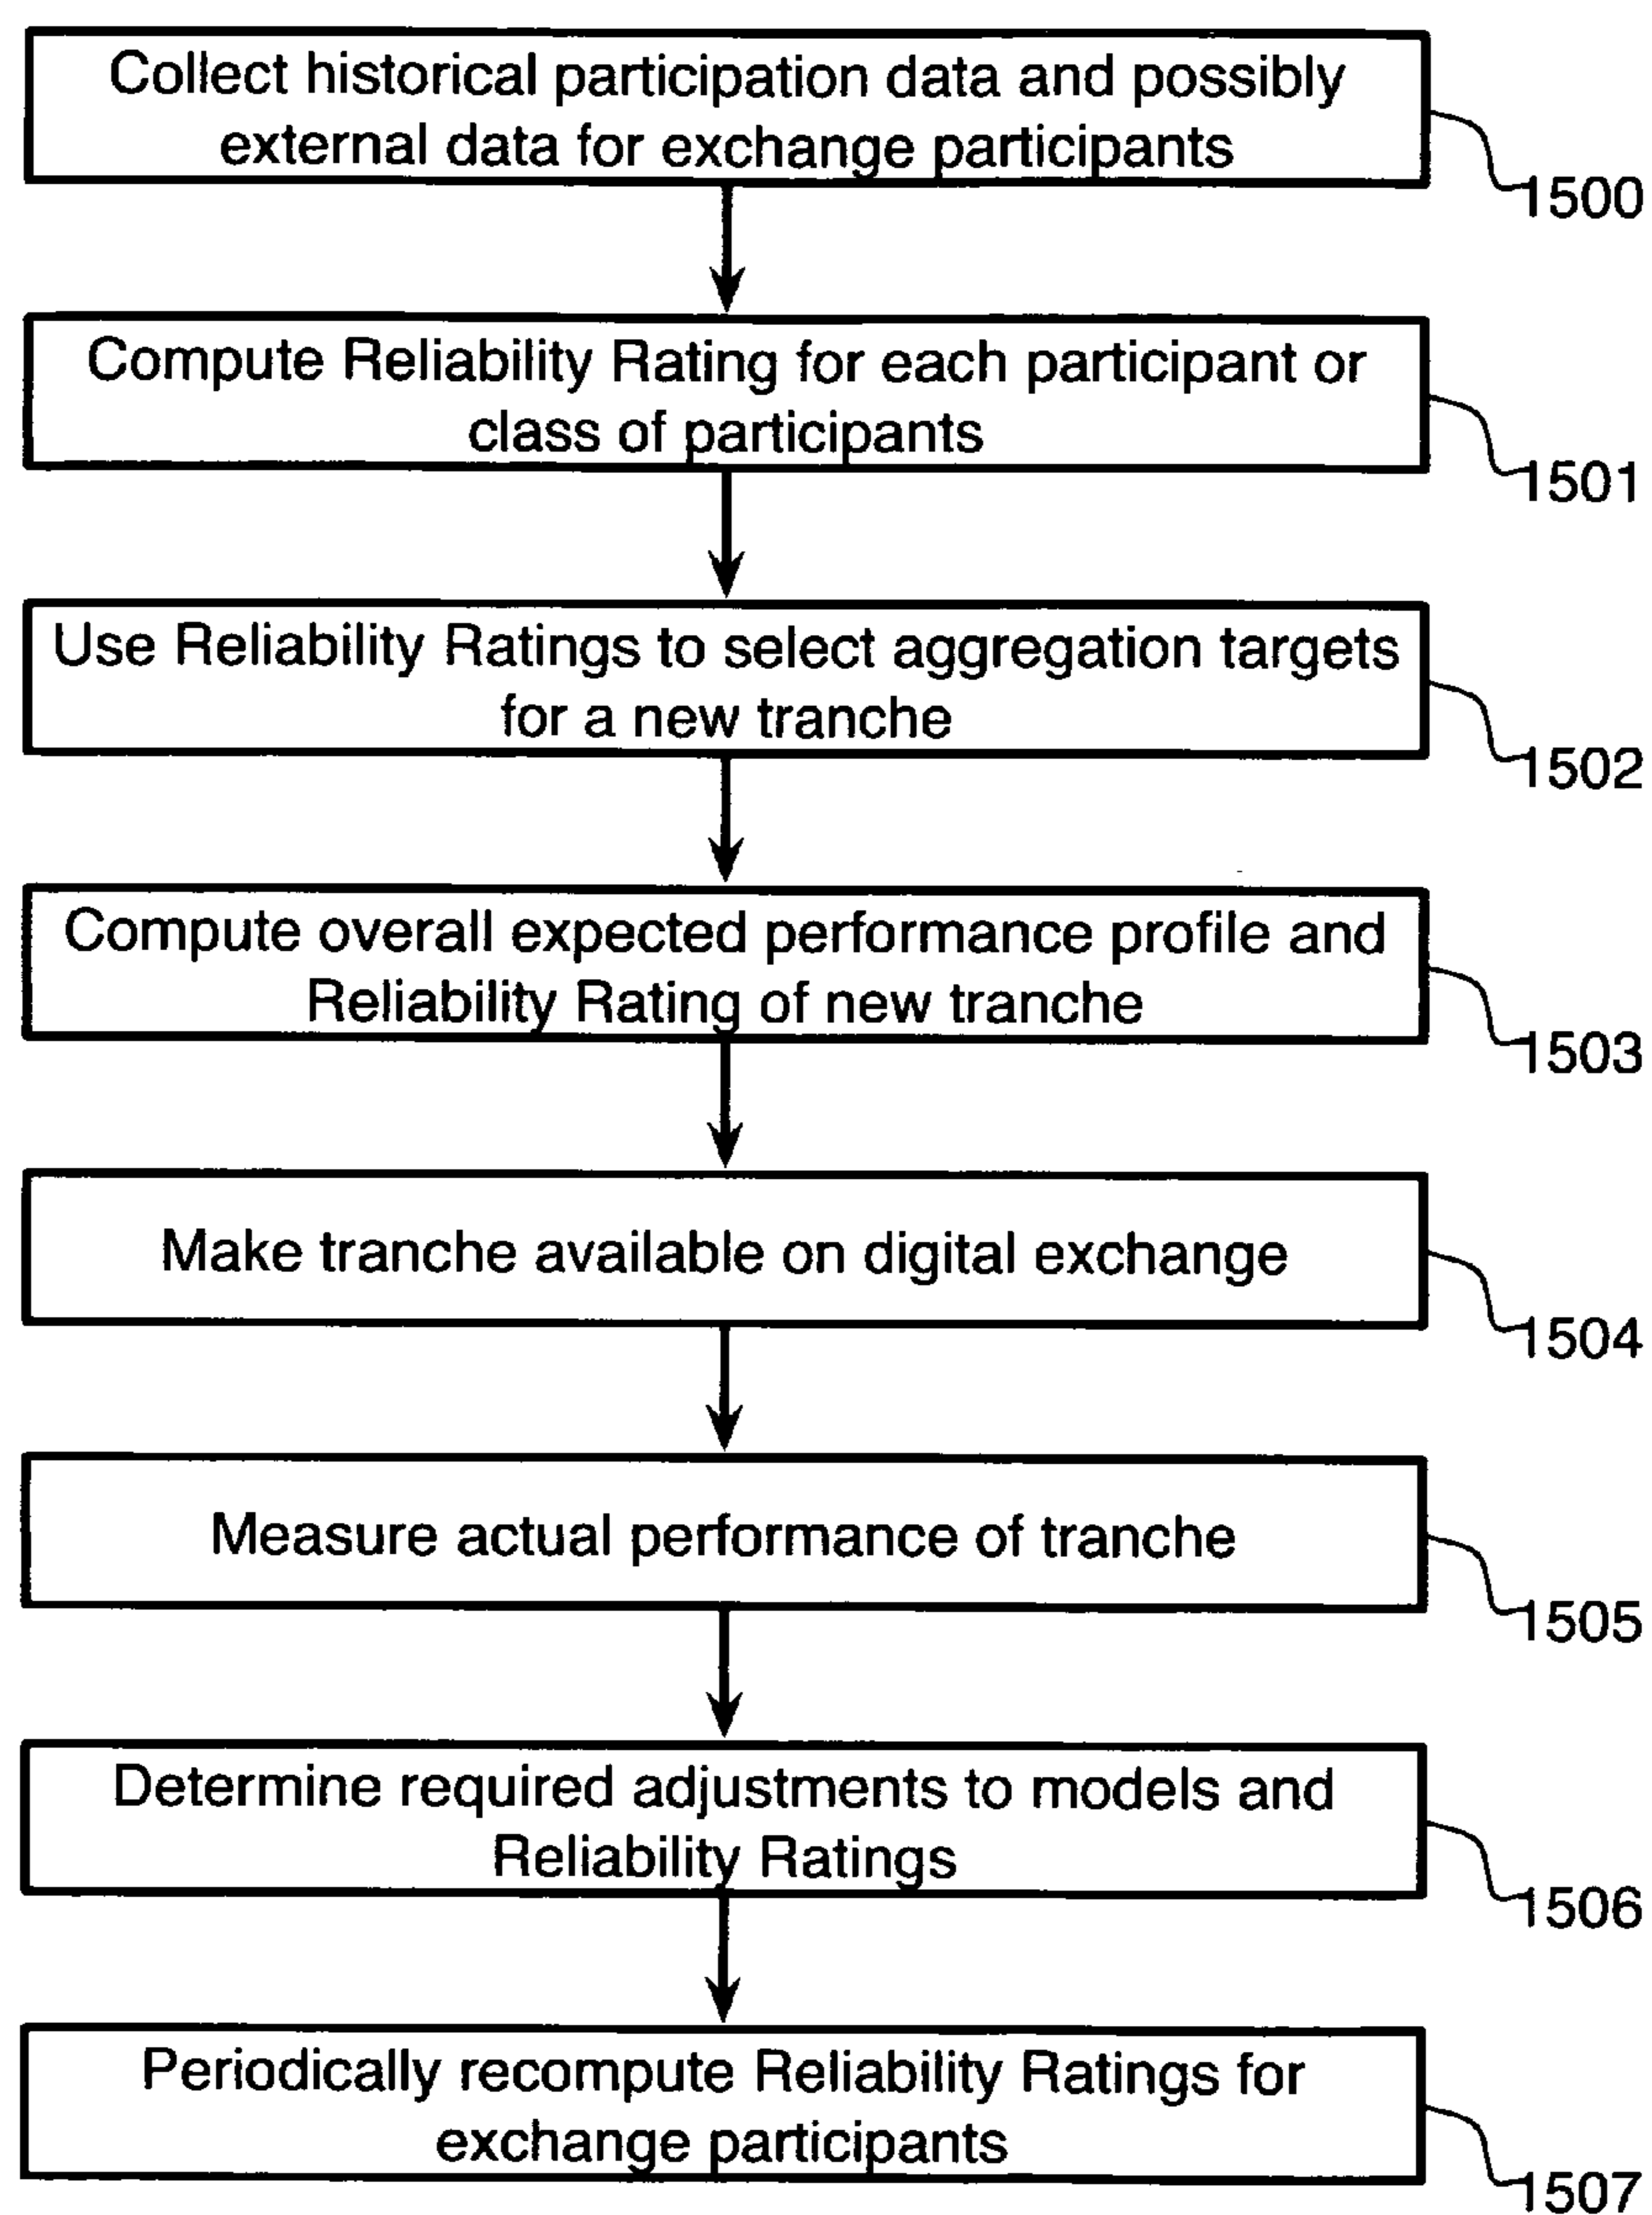 Collect historical participation data and possibly
external data for exchange participants
1500
Compute Reliability Rating for each participant or
class of participants
1501
Use Reliability Ratings to select aggregation targets
for a new tranche
1502
Compute overall expected performance profile and
Reliability Rating of new tranche
1503
Make tranche available on digital exchange
1504
Measure actual performance of tranche
1505
Determine required adjustments to models and
Reliability Ratings
1506
Periodically recompute Reliability Ratings for
exchange participants
1507